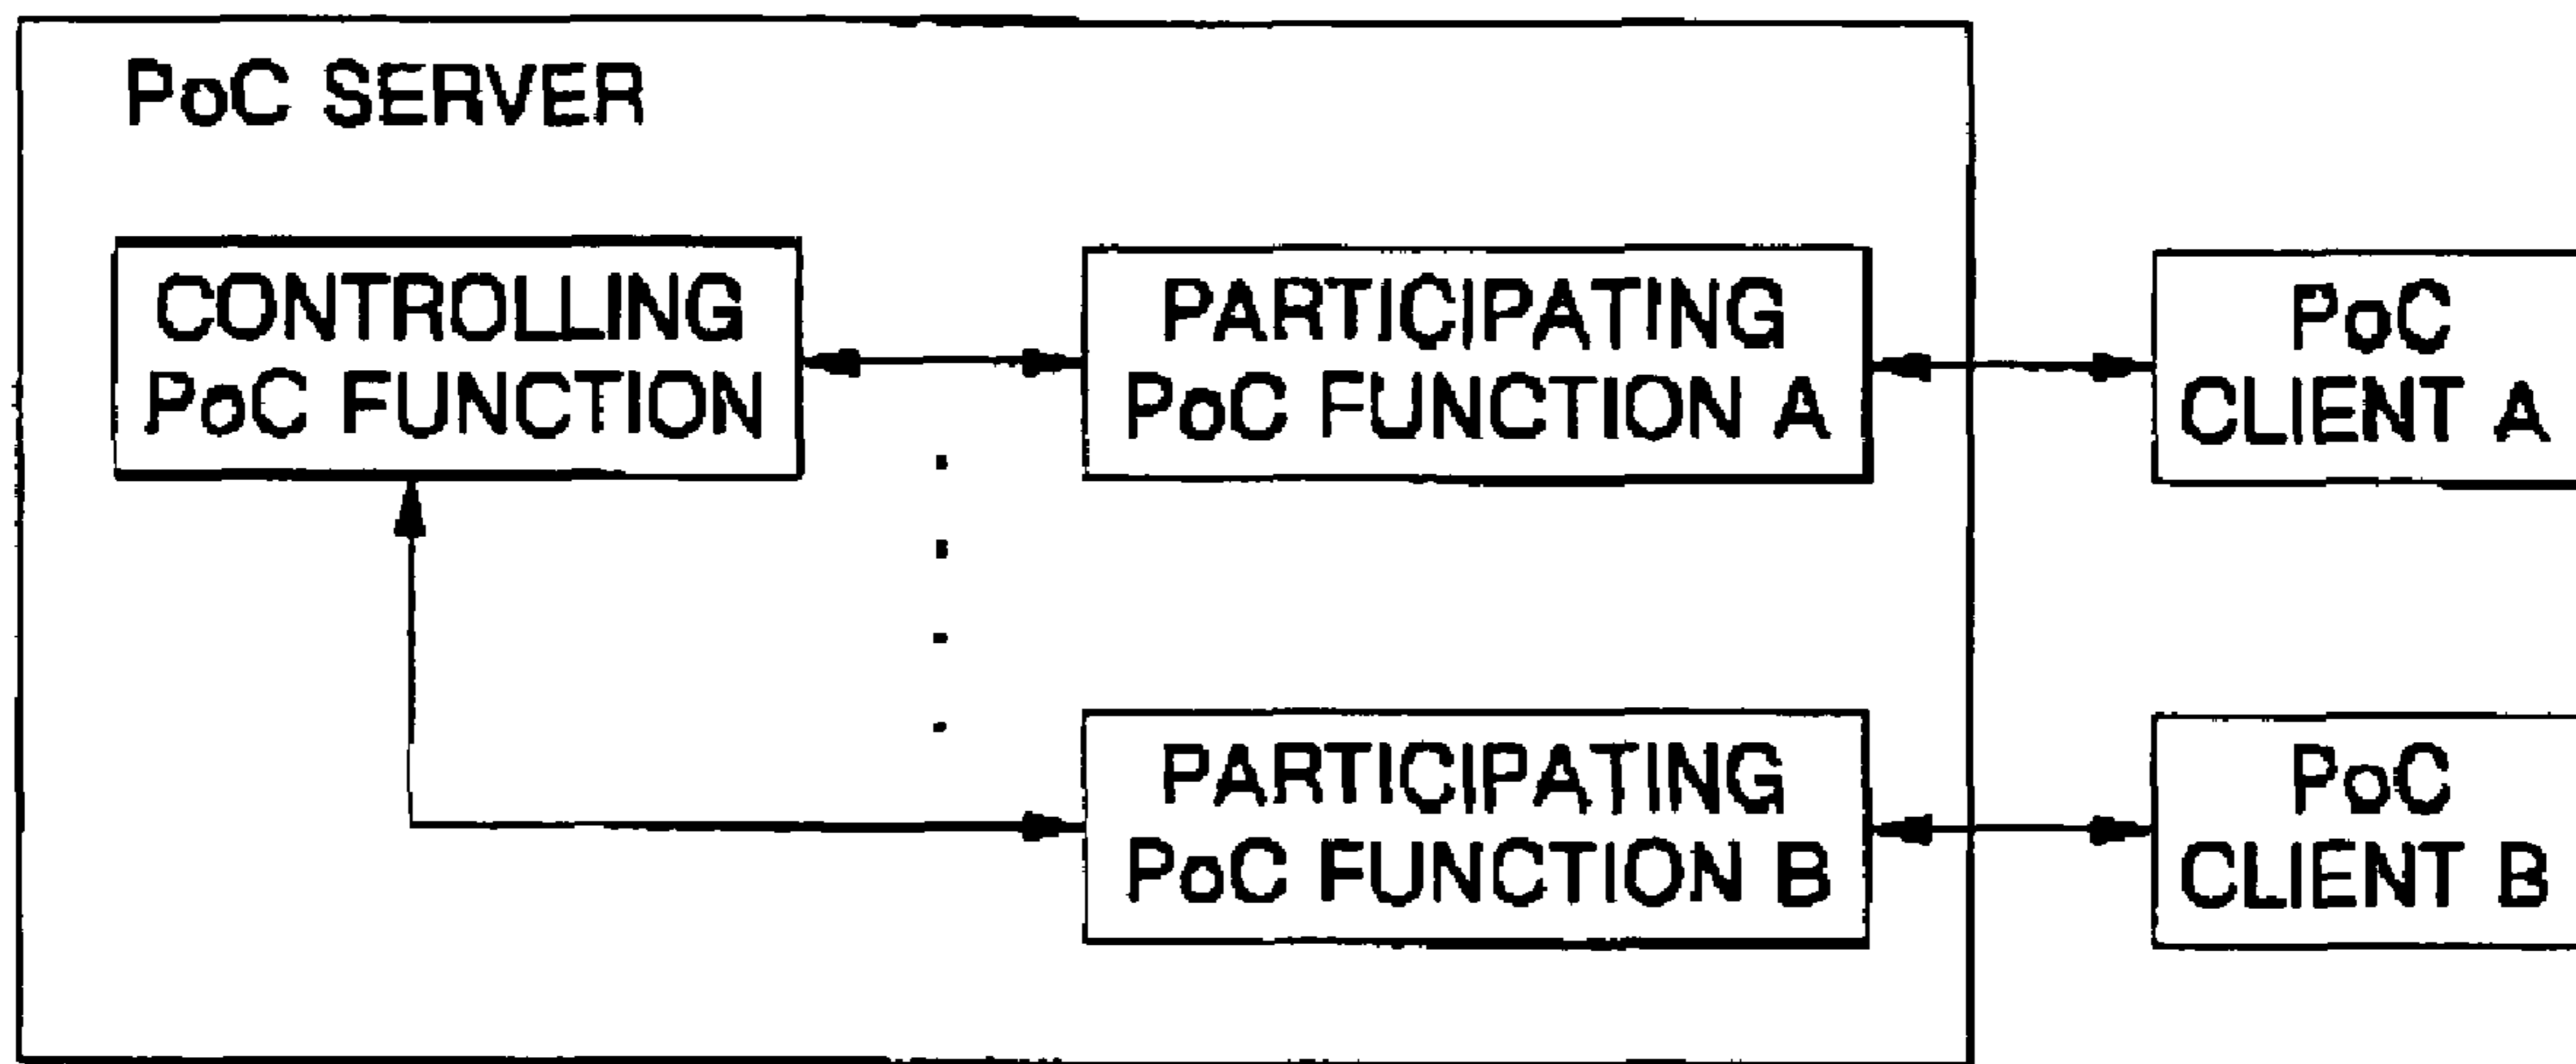 PoC SERVER
CONTROLLING
PoC FUNCTION
PARTICIPATING
PoC FUNCTION A
PoC
CLIENT A
PARTICIPATING
PoC FUNCTION B
PoC
CLIENT B